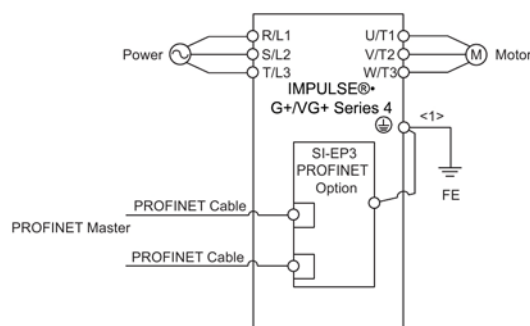 R/L1
U/T1
Power
S/L2
V/T2
M
Motor
T/L3
W/T3
IMPULSE®•
G+/VG+ Series 4
<1>
SI-EP3
PROFINET
Option
FE
PROFINET Cable
PROFINET Master
PROFINET Cable